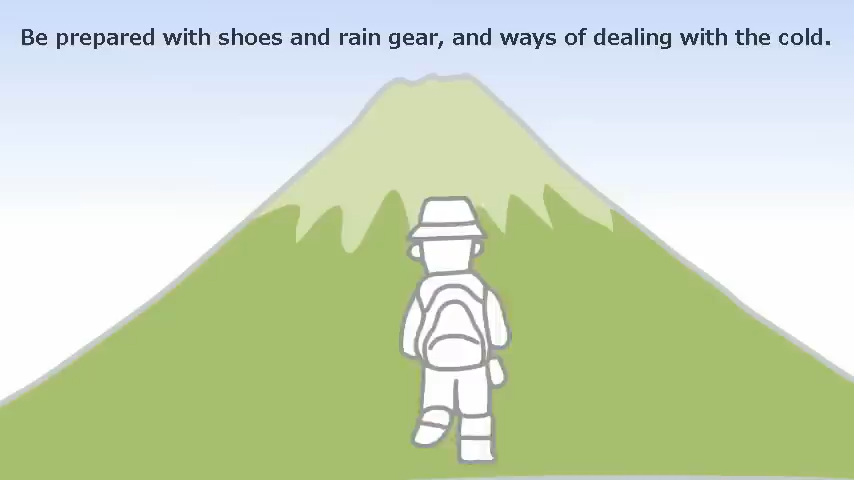 Be prepared with shoes and rain gear, and ways of dealing with the cold.